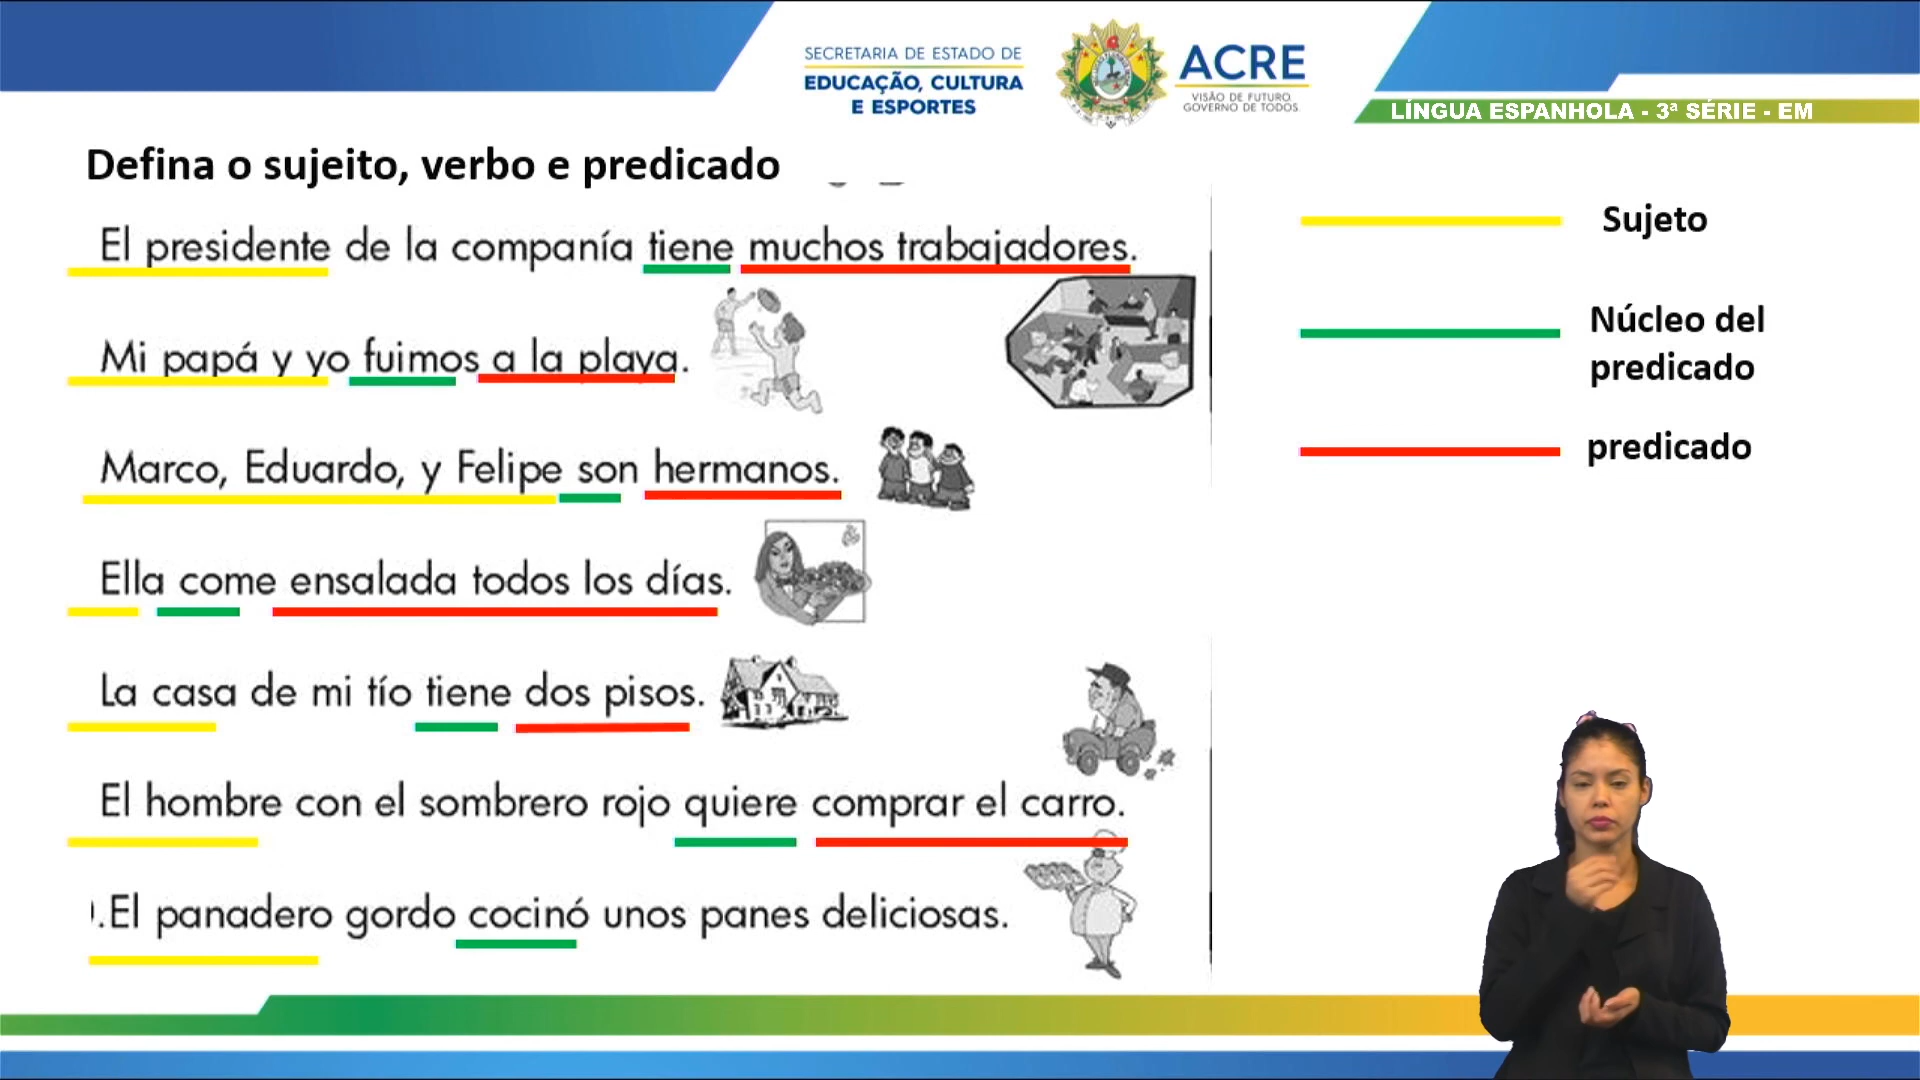 SECRETARIA DE ESTADO DE
EDUCAÇÃO, CULTURA
E ESPORTES
ACRE
VISÃO DE FUTURO
GOVERNO DE TODOS
LÍNGUA ESPANHOLA - 3ª SÉRIE - EM
Defina o sujeito, verbo e predicado
El presidente de la companía tiene muchos trabajadores.
Mi papá y yo fuimos a la playa.
Marco, Eduardo, y Felipe son hermanos.
Ella come ensalada todos los días.
La casa de mi tío tiene dos pisos.
El hombre con el sombrero rojo quiere comprar el carro.
.El panadero gordo cocinó unos panes deliciosas.
Sujeto
Núcleo del
predicado
predicado